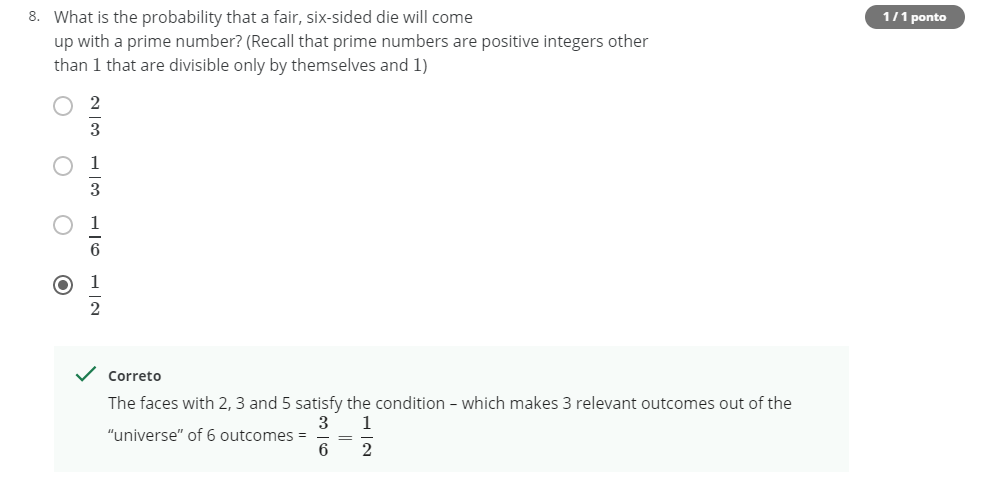 8. What is the probability that a fair, six-sided die will come
1 / 1 ponto
up with a prime number? (Recall that prime numbers are positive integers other
than 1 that are divisible only by themselves and 1)
2
3
1
3
1
6
1
2
Correto
The faces with 2, 3 and 5 satisfy the condition – which makes 3 relevant outcomes out of the
“universe” of 6 outcomes = 3/6 = 1/2